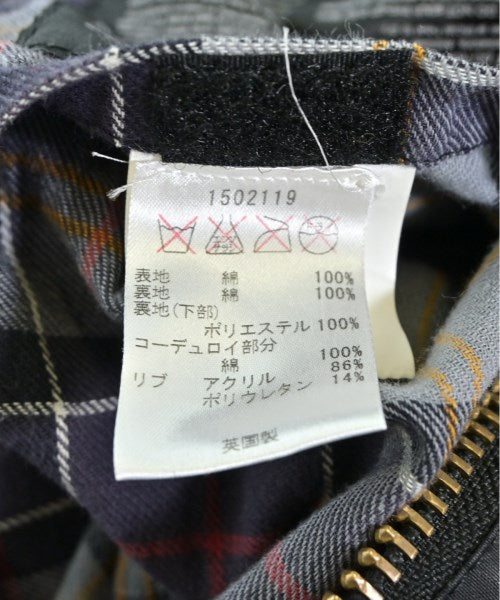 1502119
表地 綿 100%
裏地 綿 100%
裏地(下部)
ポリエステル 100%
コーデュロイ部分
綿 100%
リブ アクリル 86%
ポリウレタン 14%
英国製